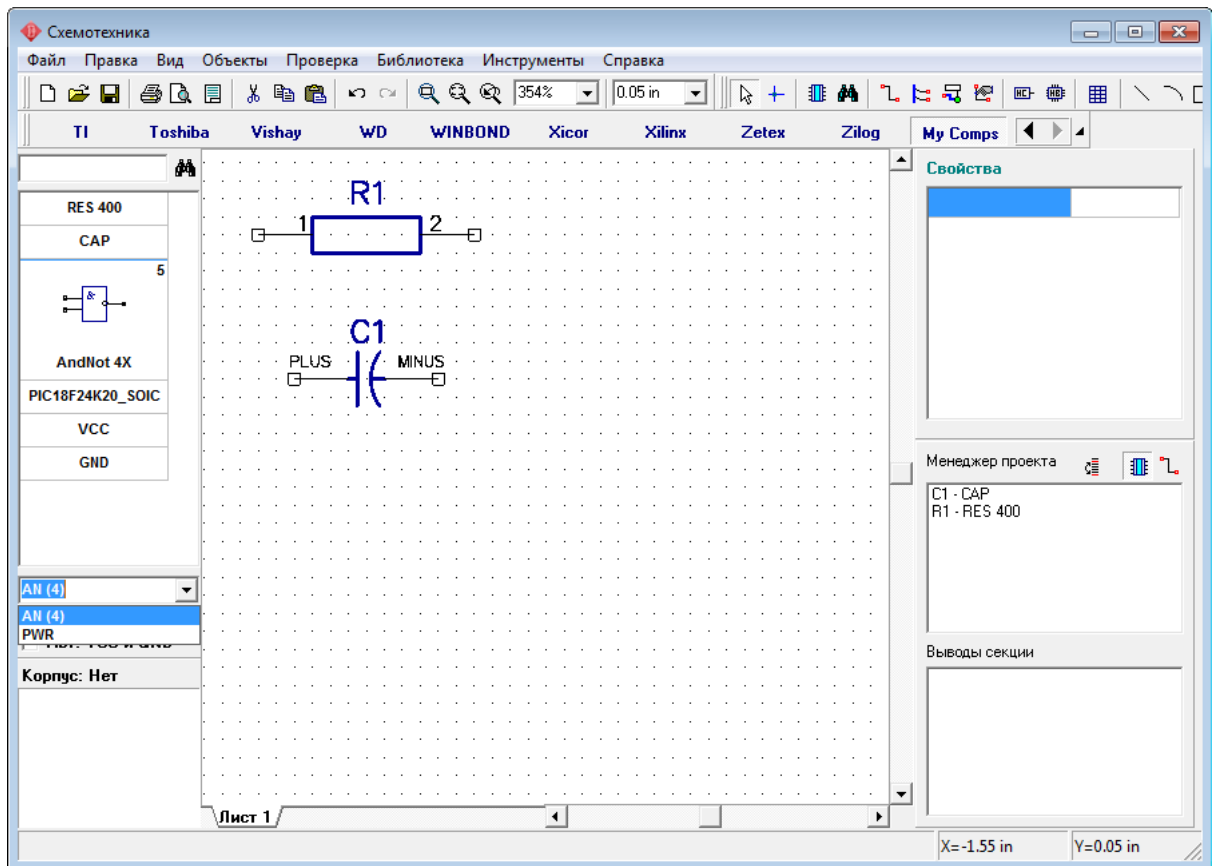 Схемотехника
Файл Правка Вид Объекты Проверка Библиотека Инструменты Справка
354% 0.05 in
TI Toshiba Vishay WD WINBOND Xicor Xilinx Zetex Zilog My Comps
RES 400
CAP
5
&
AndNot 4X
PIC18F24K20_SOIC
VCC
GND
AN (4)
AN (4)
PWR
Корпус: Нет
R1
1 2
C1
PLUS MINUS
Лист 1
Свойства
Менеджер проекта
C1 - CAP
R1 - RES 400
Выводы секции
X=-1.55 in Y=0.05 in